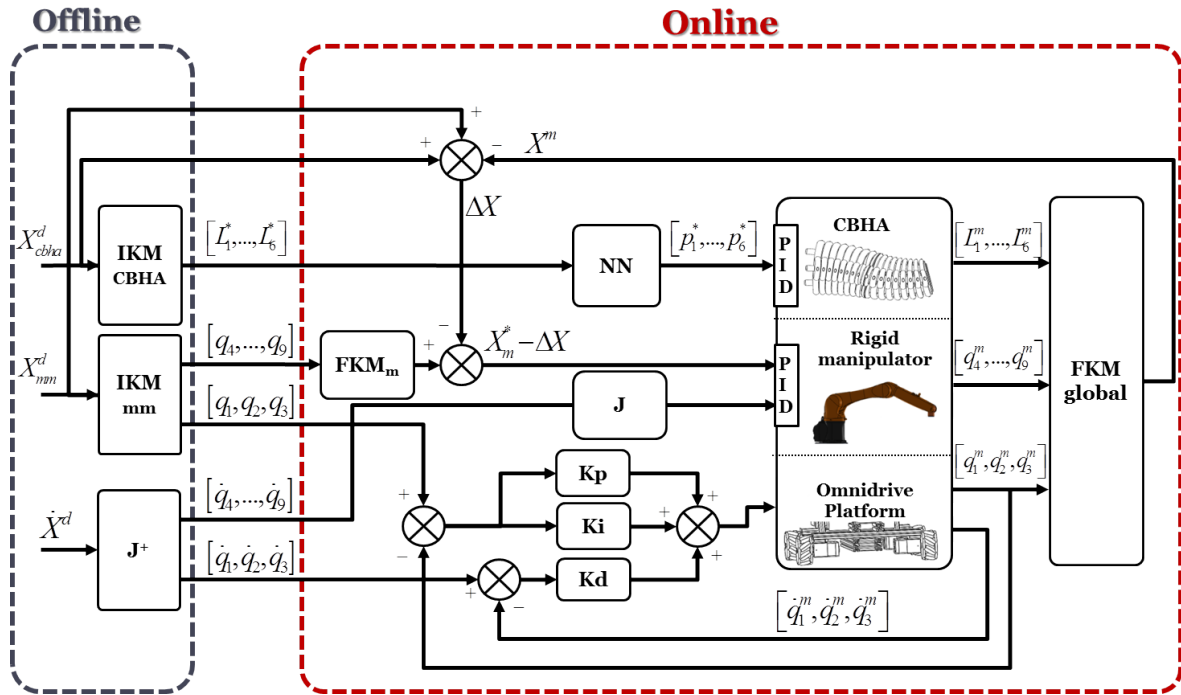 Offline
Online
+
+
−
X^m
ΔX
X^d_cbha
IKM
CBHA
[L^*_1,...,L^*_6]
NN
[p^*_1,...,p^*_6]
P
I
D
CBHA
[L^m_1,...,L^m_6]
X^d_mm
IKM
mm
[q_4,...,q_9]
[q_1,q_2,q_3]
FKM_m
−
+
X^*_m − ΔX
J
P
I
D
Rigid
manipulator
[q^m_4,...,q^m_9]
FKM
global
Ẋ^d
J^+
[q̇_4,...,q̇_9]
[q̇_1,q̇_2,q̇_3]
+
−
Kp
Ki
Kd
+
+
+
+
−
Omnidrive
Platform
[q^m_1,q^m_2,q^m_3]
[q̇^m_1,q̇^m_2,q̇^m_3]